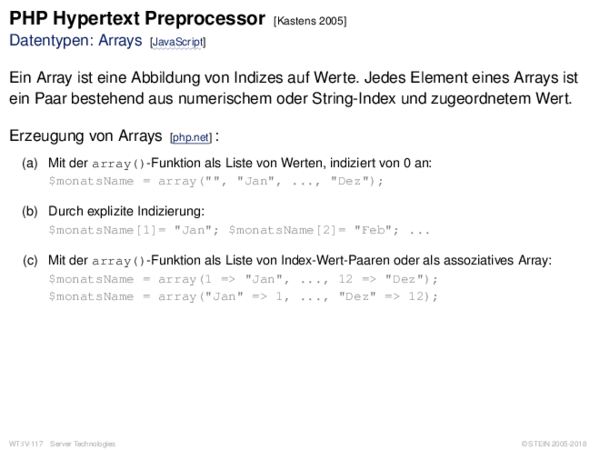 PHP Hypertext Preprocessor [Kastens 2005]
Datentypen: Arrays [JavaScript]
Ein Array ist eine Abbildung von Indizes auf Werte. Jedes Element eines Arrays ist
ein Paar bestehend aus numerischem oder String-Index und zugeordnetem Wert.
Erzeugung von Arrays [php.net] :
(a) Mit der array()-Funktion als Liste von Werten, indiziert von 0 an:
$monatsName = array("", "Jan", ..., "Dez");
(b) Durch explizite Indizierung:
$monatsName[1]= "Jan"; $monatsName[2]= "Feb"; ...
(c) Mit der array()-Funktion als Liste von Index-Wert-Paaren oder als assoziatives Array:
$monatsName = array(1 => "Jan", ..., 12 => "Dez");
$monatsName = array("Jan" => 1, ..., "Dez" => 12);
WT:IV-117 Server Technologies © STEIN 2005-2018